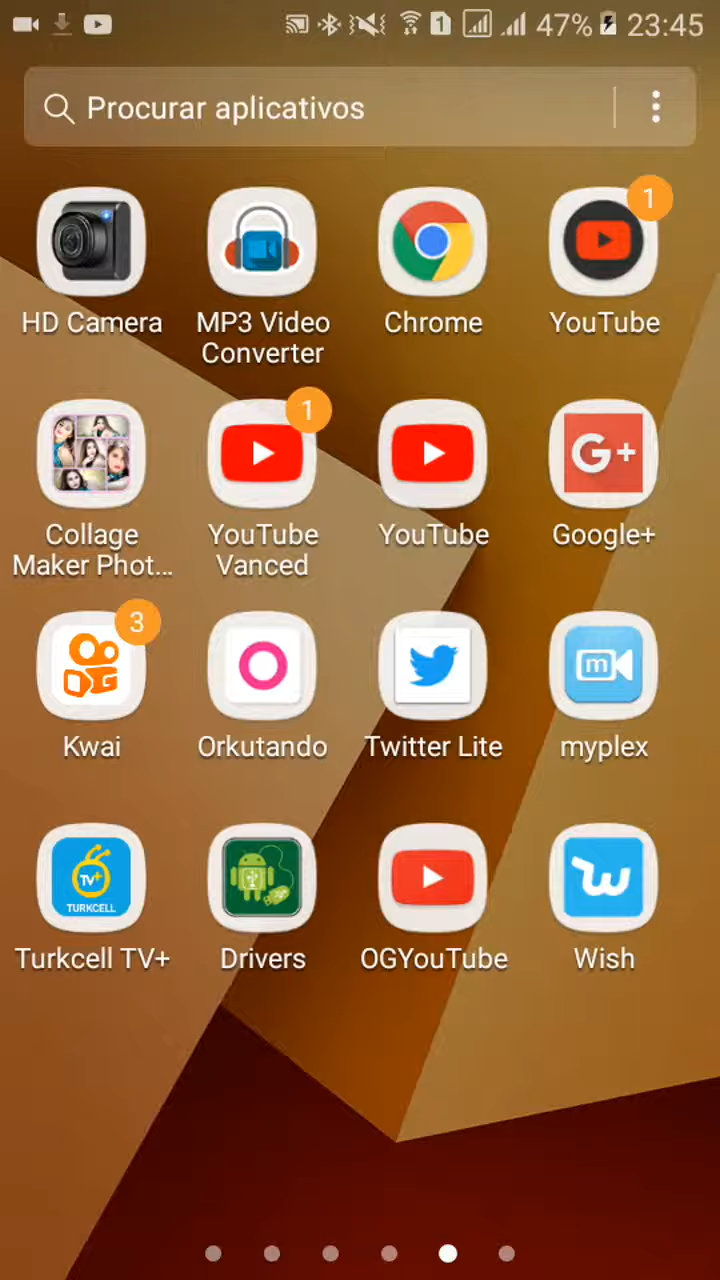 1 47% 23:45
Procurar aplicativos
1
HD Camera
MP3 Video
Converter
Chrome
YouTube
1
G+
Collage
Maker Phot...
YouTube
Vanced
YouTube
Google+
3
m
Kwai
Orkutando
Twitter Lite
myplex
TV+
TURKCELL
Turkcell TV+
Drivers
OGYouTube
Wish